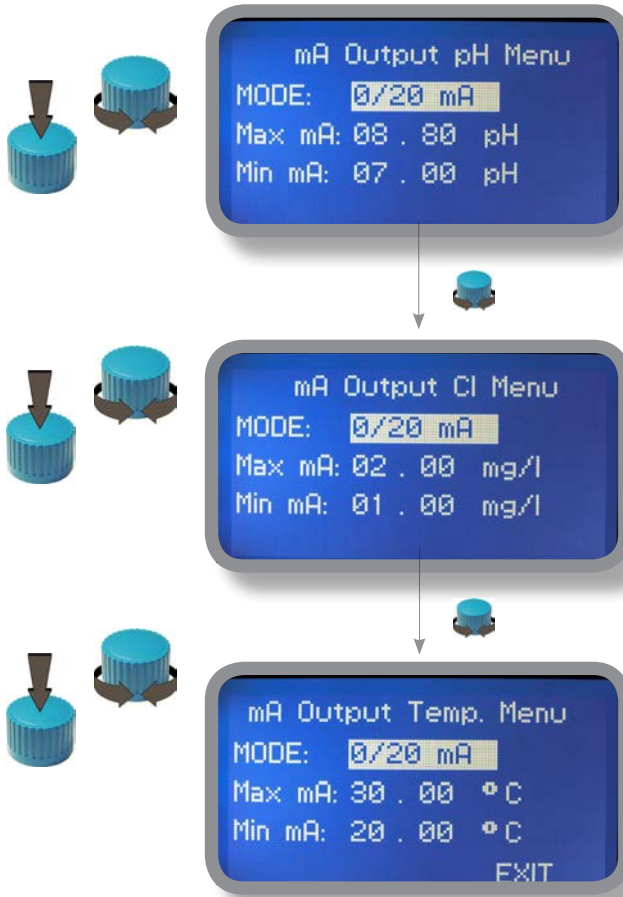 mA Output pH Menu
MODE: 0/20 mA
Max mA: 08 . 80 pH
Min mA: 07 . 00 pH
mA Output Cl Menu
MODE: 0/20 mA
Max mA: 02 . 00 mg/l
Min mA: 01 . 00 mg/l
mA Output Temp. Menu
MODE: 0/20 mA
Max mA: 30 . 00 °C
Min mA: 20 . 00 °C
EXIT